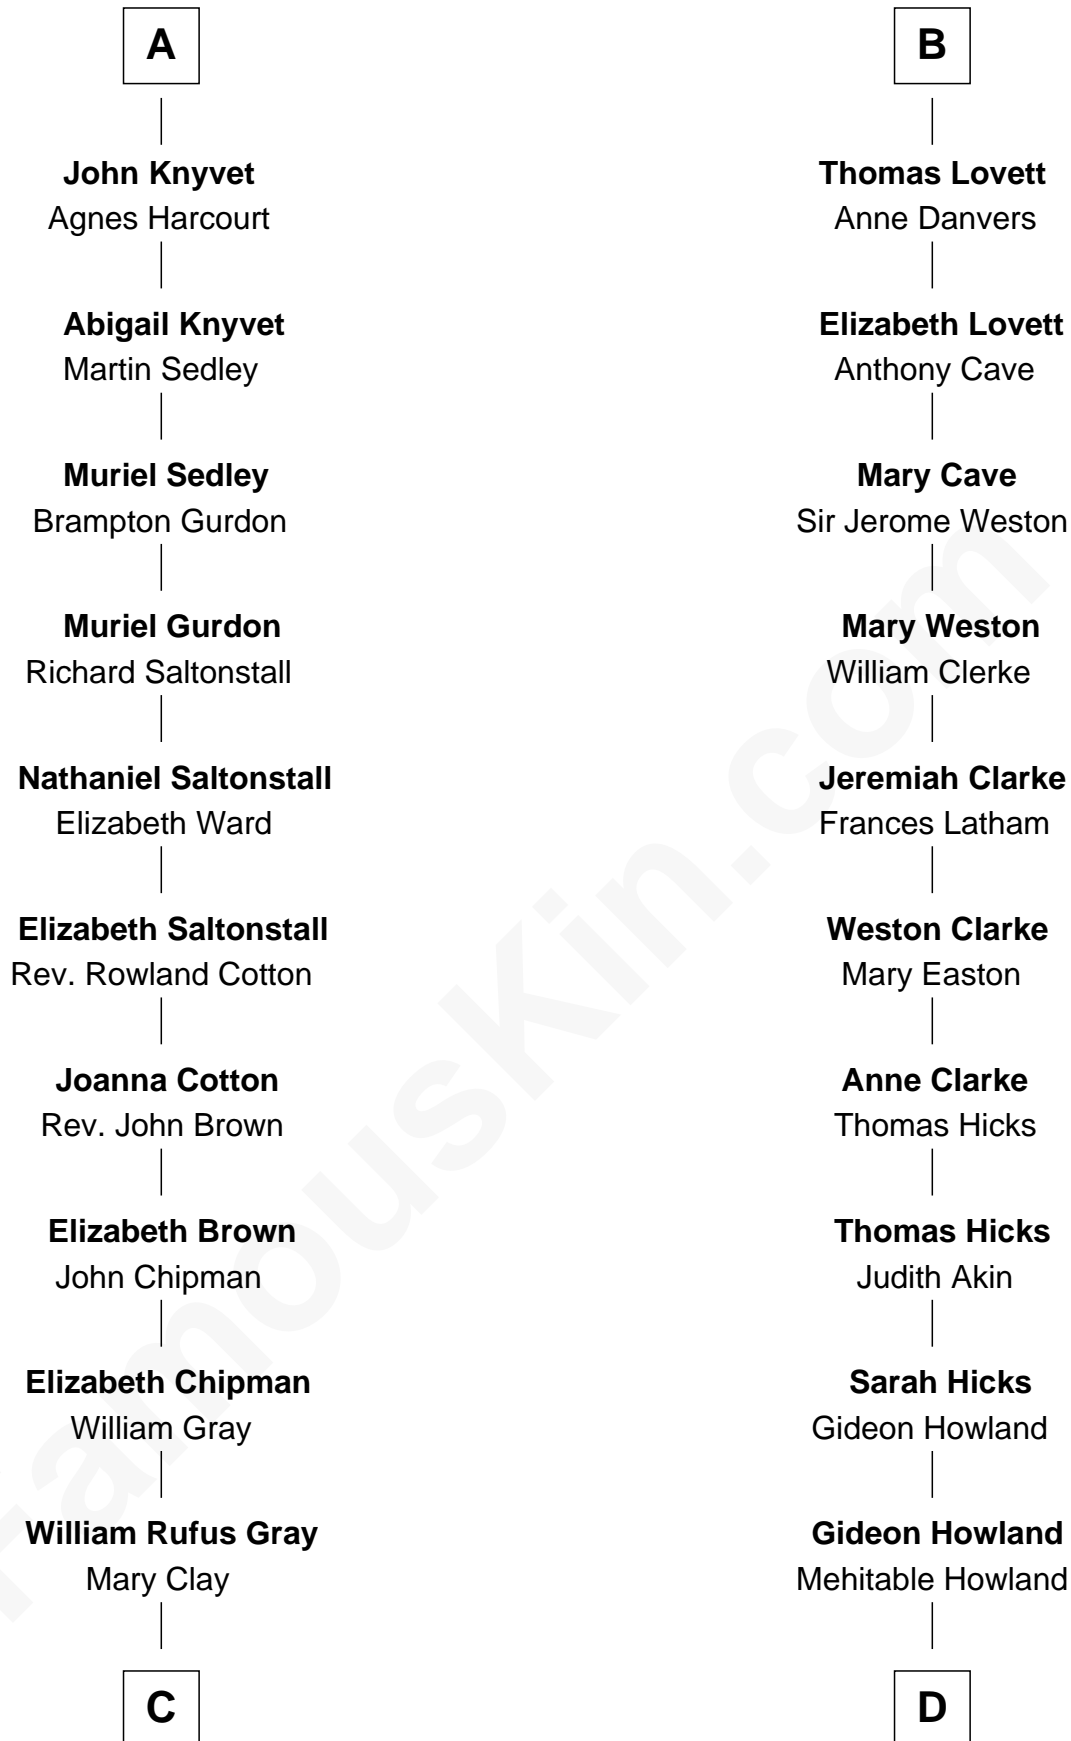 A
John Knyvet
Agnes Harcourt
Abigail Knyvet
Martin Sedley
Muriel Sedley
Brampton Gurdon
Muriel Gurdon
Richard Saltonstall
Nathaniel Saltonstall
Elizabeth Ward
Elizabeth Saltonstall
Rev. Rowland Cotton
Joanna Cotton
Rev. John Brown
Elizabeth Brown
John Chipman
Elizabeth Chipman
William Gray
William Rufus Gray
Mary Clay
C
B
Thomas Lovett
Anne Danvers
Elizabeth Lovett
Anthony Cave
Mary Cave
Sir Jerome Weston
Mary Weston
William Clerke
Jeremiah Clarke
Frances Latham
Weston Clarke
Mary Easton
Anne Clarke
Thomas Hicks
Thomas Hicks
Judith Akin
Sarah Hicks
Gideon Howland
Gideon Howland
Mehitable Howland
D
FamousKin.com